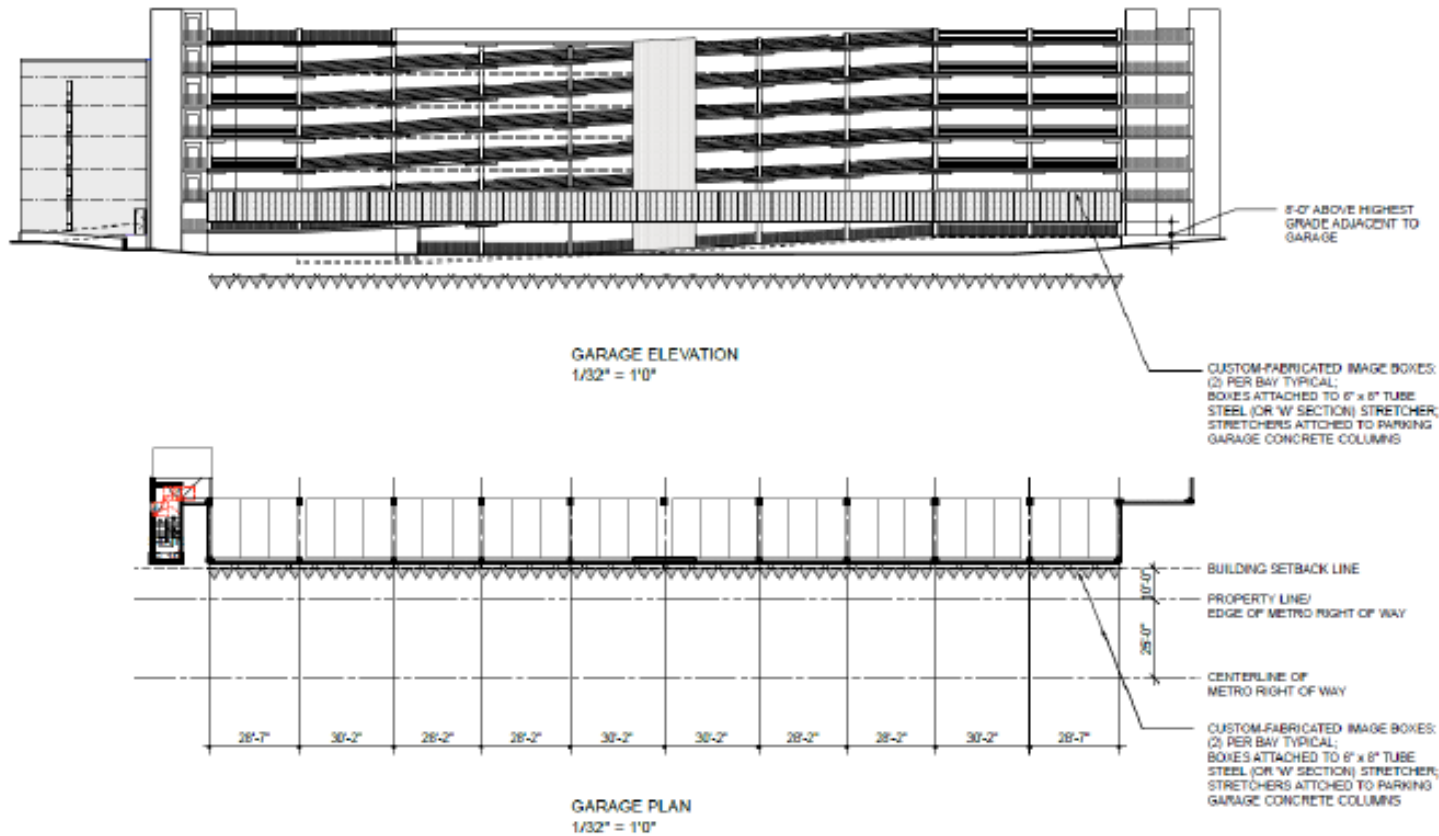 8'-0" ABOVE HIGHEST
GRADE ADJACENT TO
GARAGE
GARAGE ELEVATION
1/32" = 1'0"
CUSTOM-FABRICATED IMAGE BOXES:
(2) PER BAY TYPICAL;
BOXES ATTACHED TO 6" x 6" TUBE
STEEL (OR 'W' SECTION) STRETCHER;
STRETCHERS ATTCHED TO PARKING
GARAGE CONCRETE COLUMNS
BUILDING SETBACK LINE
10'-0"
PROPERTY LINE/
EDGE OF METRO RIGHT OF WAY
25'-0"
CENTERLINE OF
METRO RIGHT OF WAY
CUSTOM-FABRICATED IMAGE BOXES:
(2) PER BAY TYPICAL;
BOXES ATTACHED TO 6" x 6" TUBE
STEEL (OR 'W' SECTION) STRETCHER;
STRETCHERS ATTCHED TO PARKING
GARAGE CONCRETE COLUMNS
28'-7" 30'-2" 28'-2" 28'-2" 30'-2" 30'-2" 28'-2" 28'-2" 30'-2" 28'-7"
GARAGE PLAN
1/32" = 1'0"